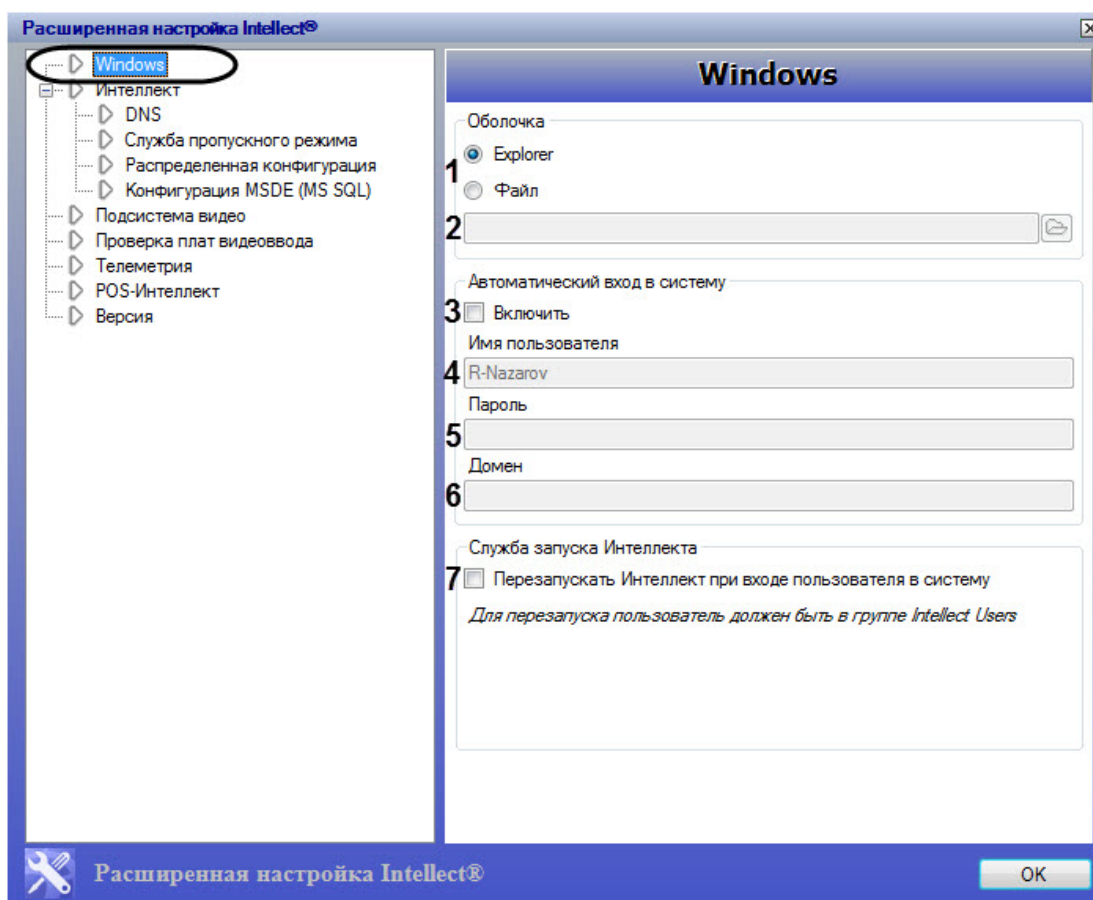 Расширенная настройка Intellect®
Windows
Интеллект
DNS
Служба пропускного режима
Распределенная конфигурация
Конфигурация MSDE (MS SQL)
Подсистема видео
Проверка плат видеоввода
Телеметрия
POS-Интеллект
Версия
Windows
Оболочка
1
Explorer
Файл
2
Автоматический вход в систему
3 Включить
Имя пользователя
4 R-Nazarov
Пароль
5
Домен
6
Служба запуска Интеллекта
7 Перезапускать Интеллект при входе пользователя в систему
Для перезапуска пользователь должен быть в группе Intellect Users
Расширенная настройка Intellect®
OK